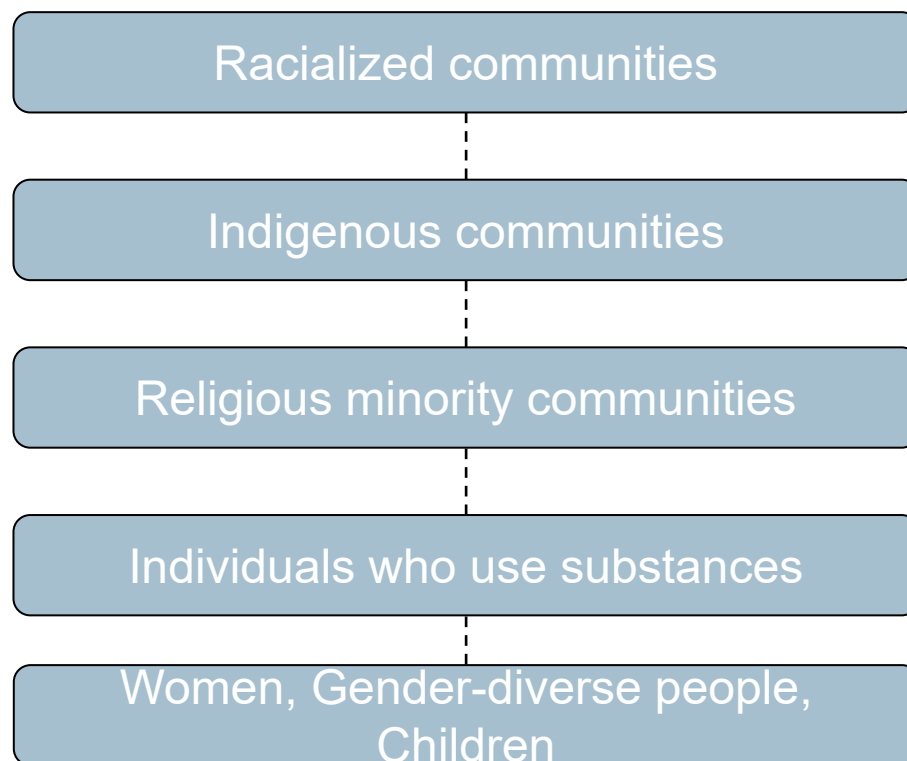 Racialized communities
Indigenous communities
Religious minority communities
Individuals who use substances
Women, Gender-diverse people,
Children